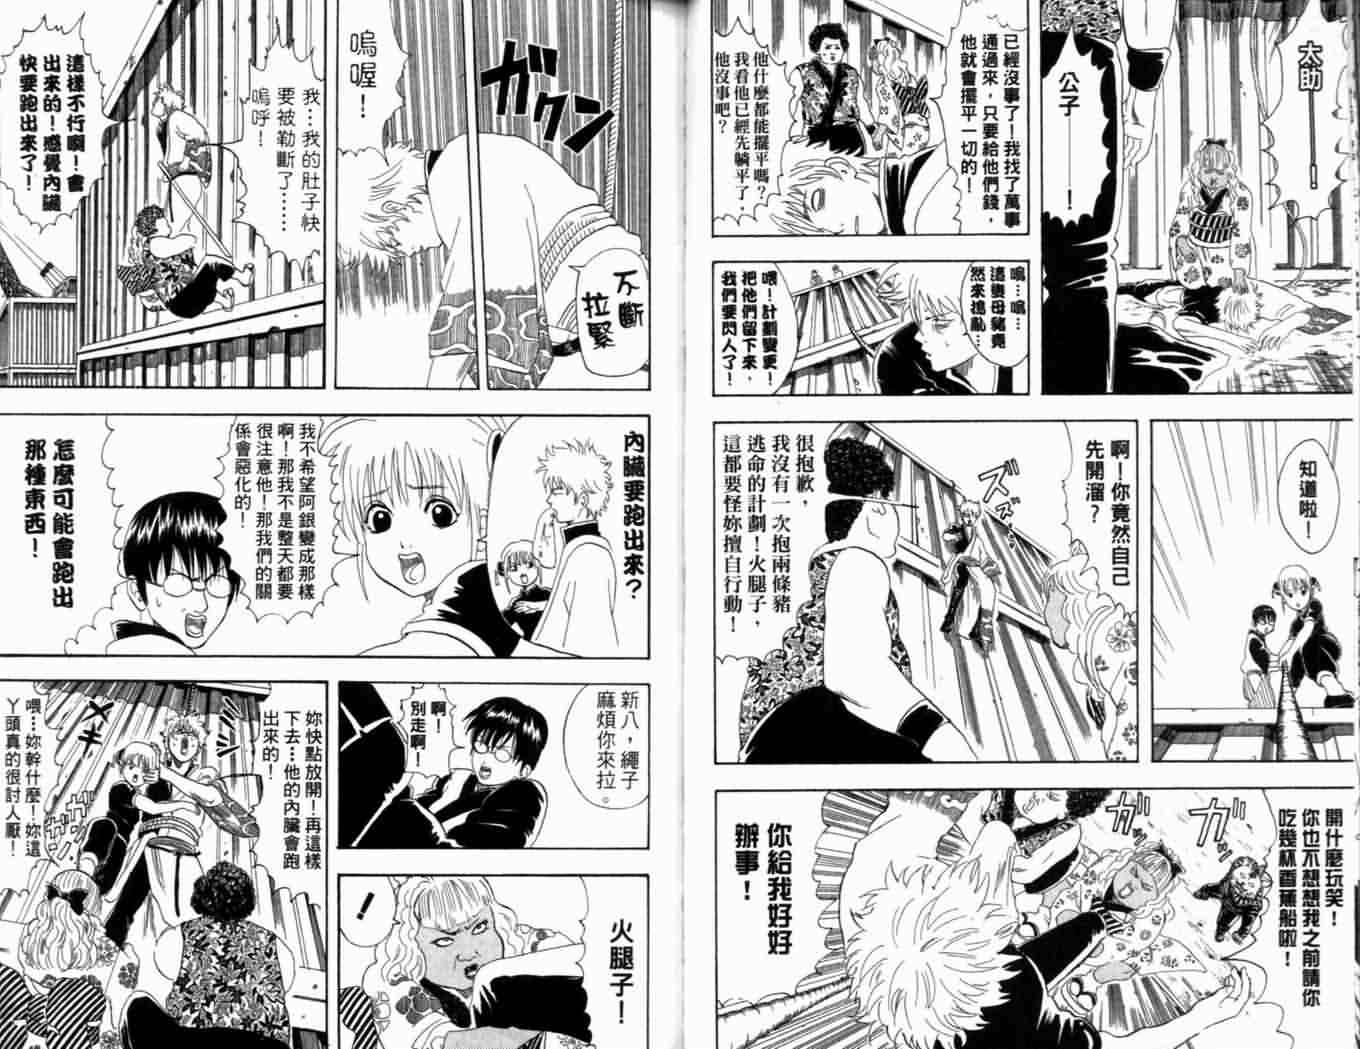 太助——！
公子——！
已經沒事了！我找了萬事
通過來，只要給他們錢，
他就會擺平一切的！
他什麼都能擺平嗎？
我看他已經先躺平了，
他沒事吧？
嗚…嗚…
這隻母豬竟
然來搗亂…
喂！計劃變更！
把他們留下來，
我們要閃人了！
知道啦！
啊！你竟然自己
先開溜？
ズズズ
很抱歉，
我沒有一次抱兩條豬
逃命的計劃！火腿子，
這都要怪妳擅自行動！
開什麼玩笑！
你也不想想我之前請你
吃幾杯香蕉船啦！
ガッ
ガッ
你給我好好
辦事！
ガクン
不斷
拉緊
嗚喔！
我…我的肚子快
要被勒斷了……
嗚呼！
這樣不行啊！會
出來的！感覺內臟
快要跑出來了！
內臟要跑出來？
我不希望阿銀變成那樣
啊！那我不是整天都要
很注意他！那我們的關
係會惡化的！
怎麼可能會跑出
那種東西！
新八，繩子
麻煩你來拉。
啊！
別走啊！
火腿子！
！
妳快點放開！再這樣
下去…他的內臟會跑
出來的！
メキ
喂…妳幹什麼！妳這
丫頭真的很討人厭！